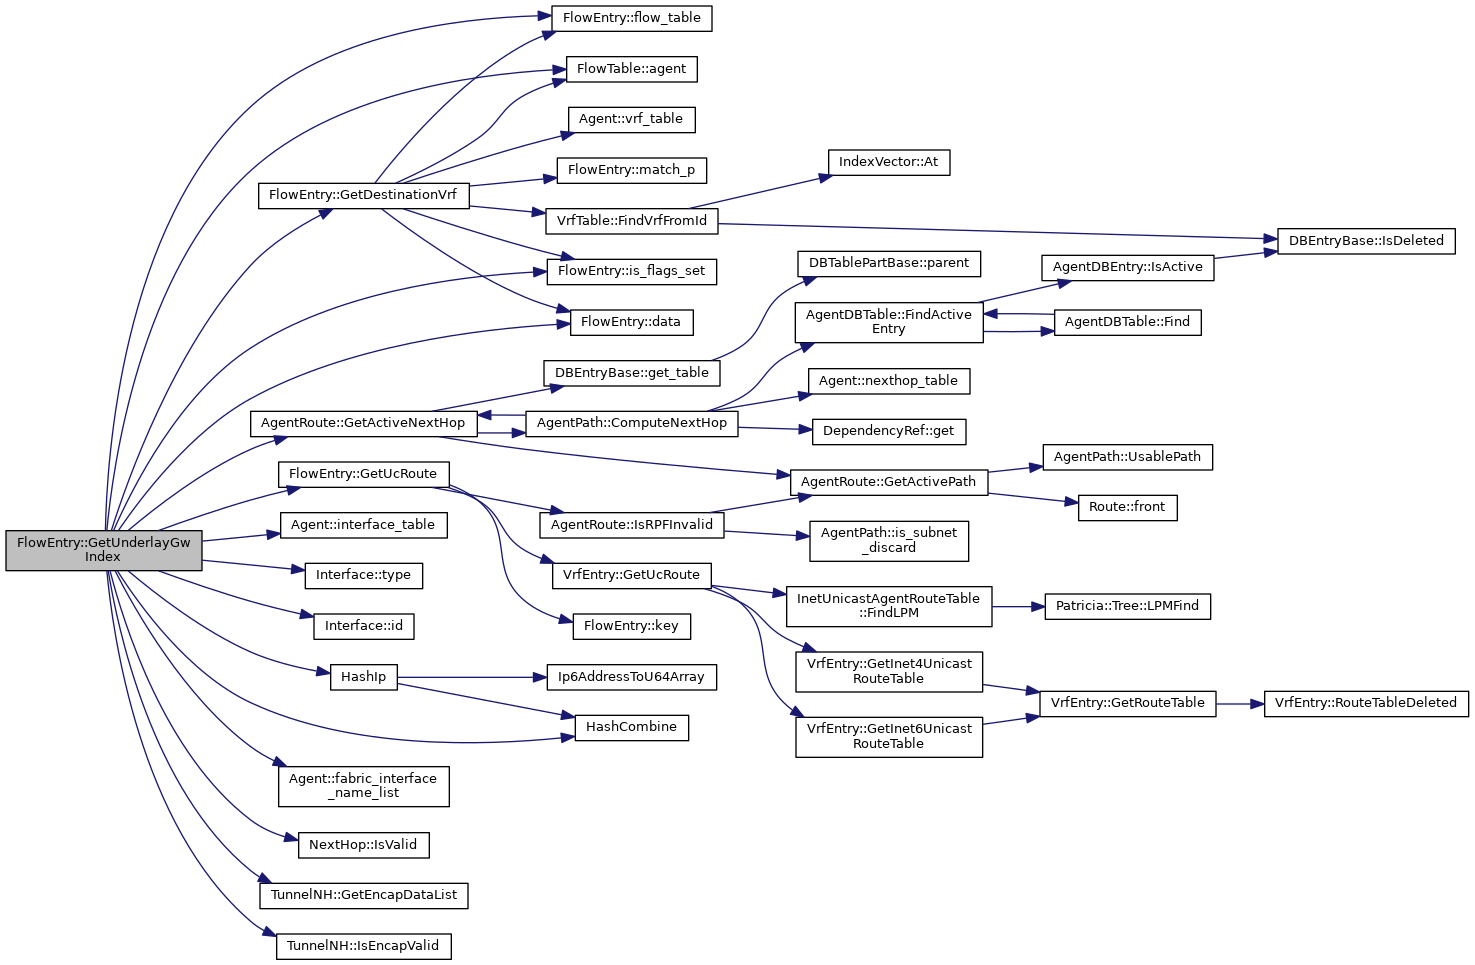 FlowEntry::flow_table
FlowTable::agent
Agent::vrf_table
FlowEntry::match_p
IndexVector::At
FlowEntry::GetDestinationVrf
VrfTable::FindVrfFromId
DBEntryBase::IsDeleted
FlowEntry::is_flags_set
DBTablePartBase::parent
AgentDBEntry::IsActive
FlowEntry::data
AgentDBTable::FindActive
Entry
AgentDBTable::Find
DBEntryBase::get_table
Agent::nexthop_table
AgentRoute::GetActiveNextHop
AgentPath::ComputeNextHop
DependencyRef::get
AgentPath::UsablePath
FlowEntry::GetUcRoute
AgentRoute::GetActivePath
Route::front
Agent::interface_table
AgentRoute::IsRPFInvalid
AgentPath::is_subnet
_discard
FlowEntry::GetUnderlayGw
Index
Interface::type
VrfEntry::GetUcRoute
InetUnicastAgentRouteTable
::FindLPM
Patricia::Tree::LPMFind
Interface::id
FlowEntry::key
HashIp
Ip6AddressToU64Array
VrfEntry::GetInet4Unicast
RouteTable
VrfEntry::GetRouteTable
VrfEntry::RouteTableDeleted
HashCombine
VrfEntry::GetInet6Unicast
RouteTable
Agent::fabric_interface
_name_list
NextHop::IsValid
TunnelNH::GetEncapDataList
TunnelNH::IsEncapValid